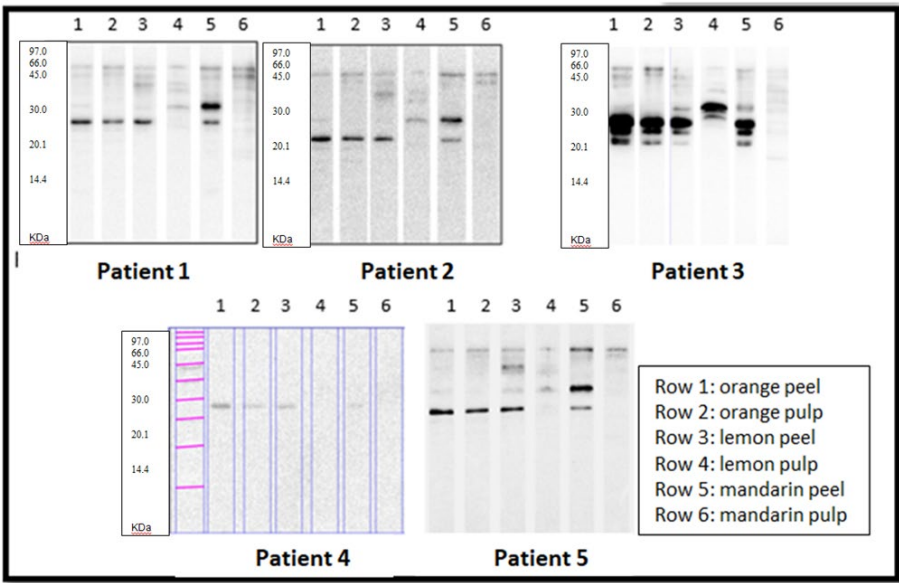 1 2 3 4 5 6
97.0
66.0
45.0
30.0
20.1
14.4
KDa
Patient 1
1 2 3 4 5 6
97.0
66.0
45.0
30.0
20.1
14.4
KDa
Patient 2
1 2 3 4 5 6
97.0
66.0
45.0
30.0
20.1
14.4
KDa
Patient 3
1 2 3 4 5 6
97.0
66.0
45.0
30.0
20.1
14.4
KDa
Patient 4
1 2 3 4 5 6
Patient 5
Row 1: orange peel
Row 2: orange pulp
Row 3: lemon peel
Row 4: lemon pulp
Row 5: mandarin peel
Row 6: mandarin pulp